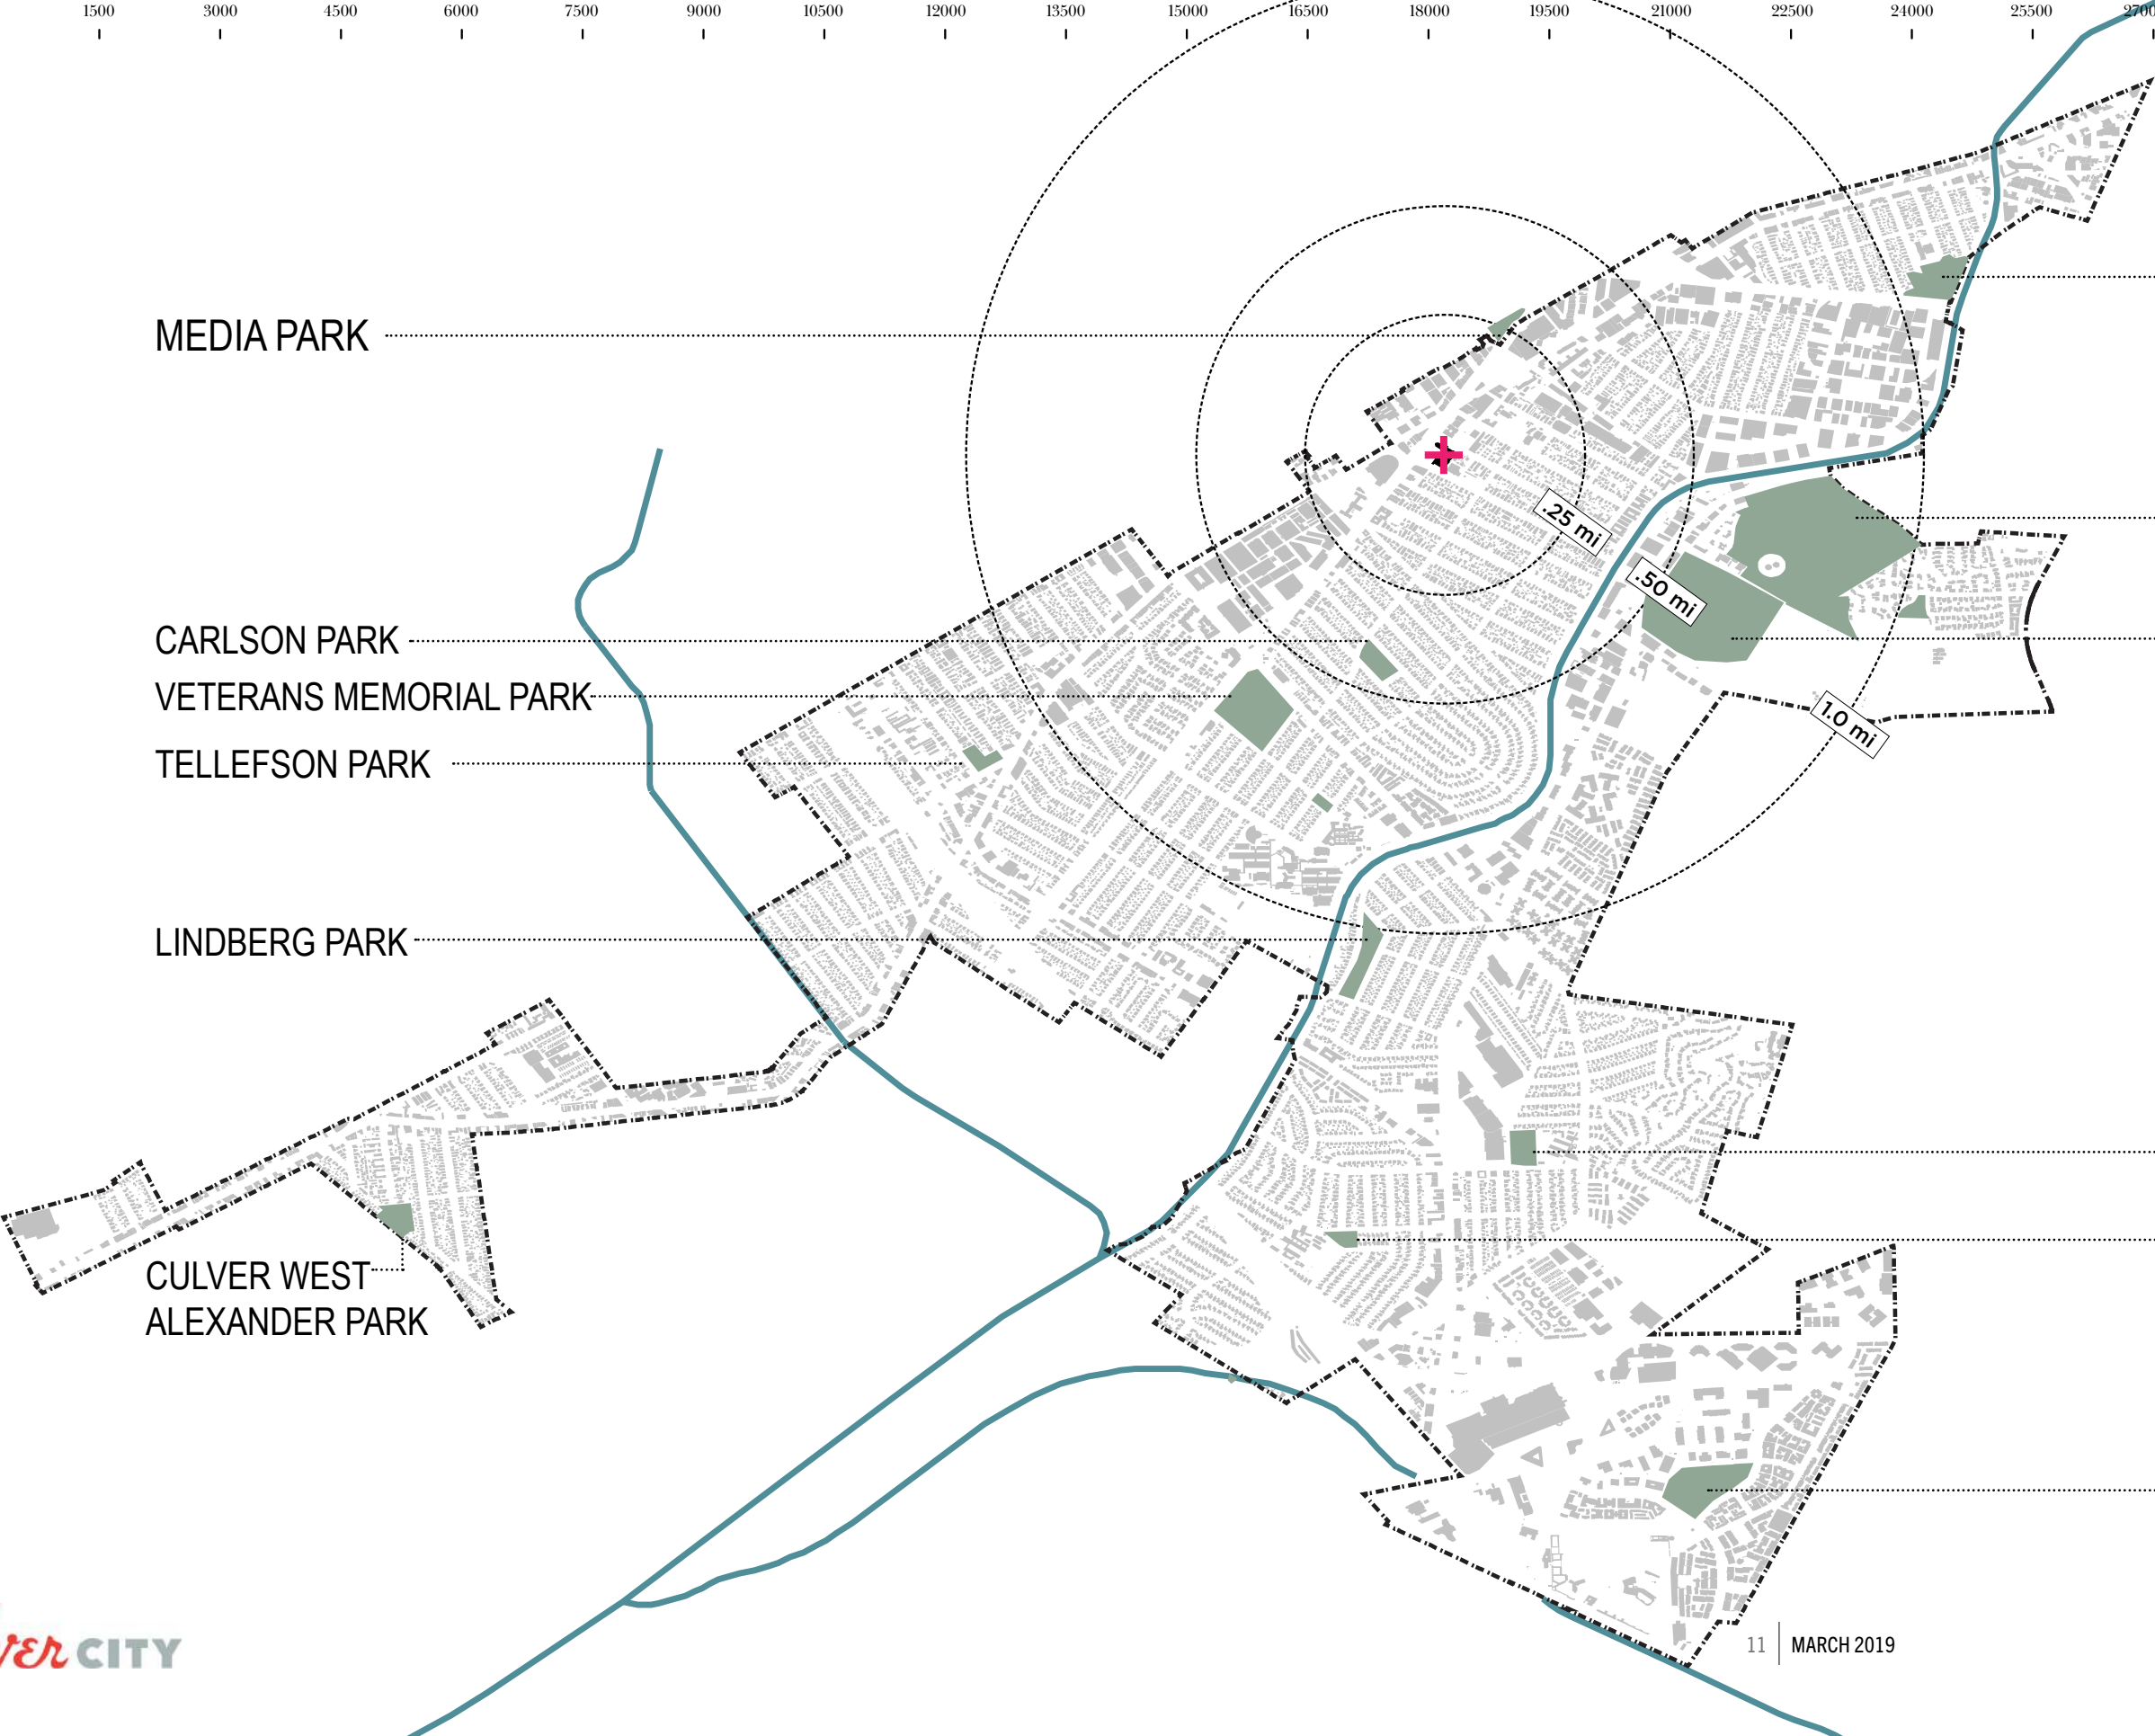 1500 3000 4500 6000 7500 9000 10500 12000 13500 15000 16500 18000 19500 21000 22500 24000 25500 2700
MEDIA PARK
.25 mi
.50 mi
CARLSON PARK
VETERANS MEMORIAL PARK
1.0 mi
TELLEFSON PARK
LINDBERG PARK
CULVER WEST
ALEXANDER PARK
VER CITY
11 MARCH 2019